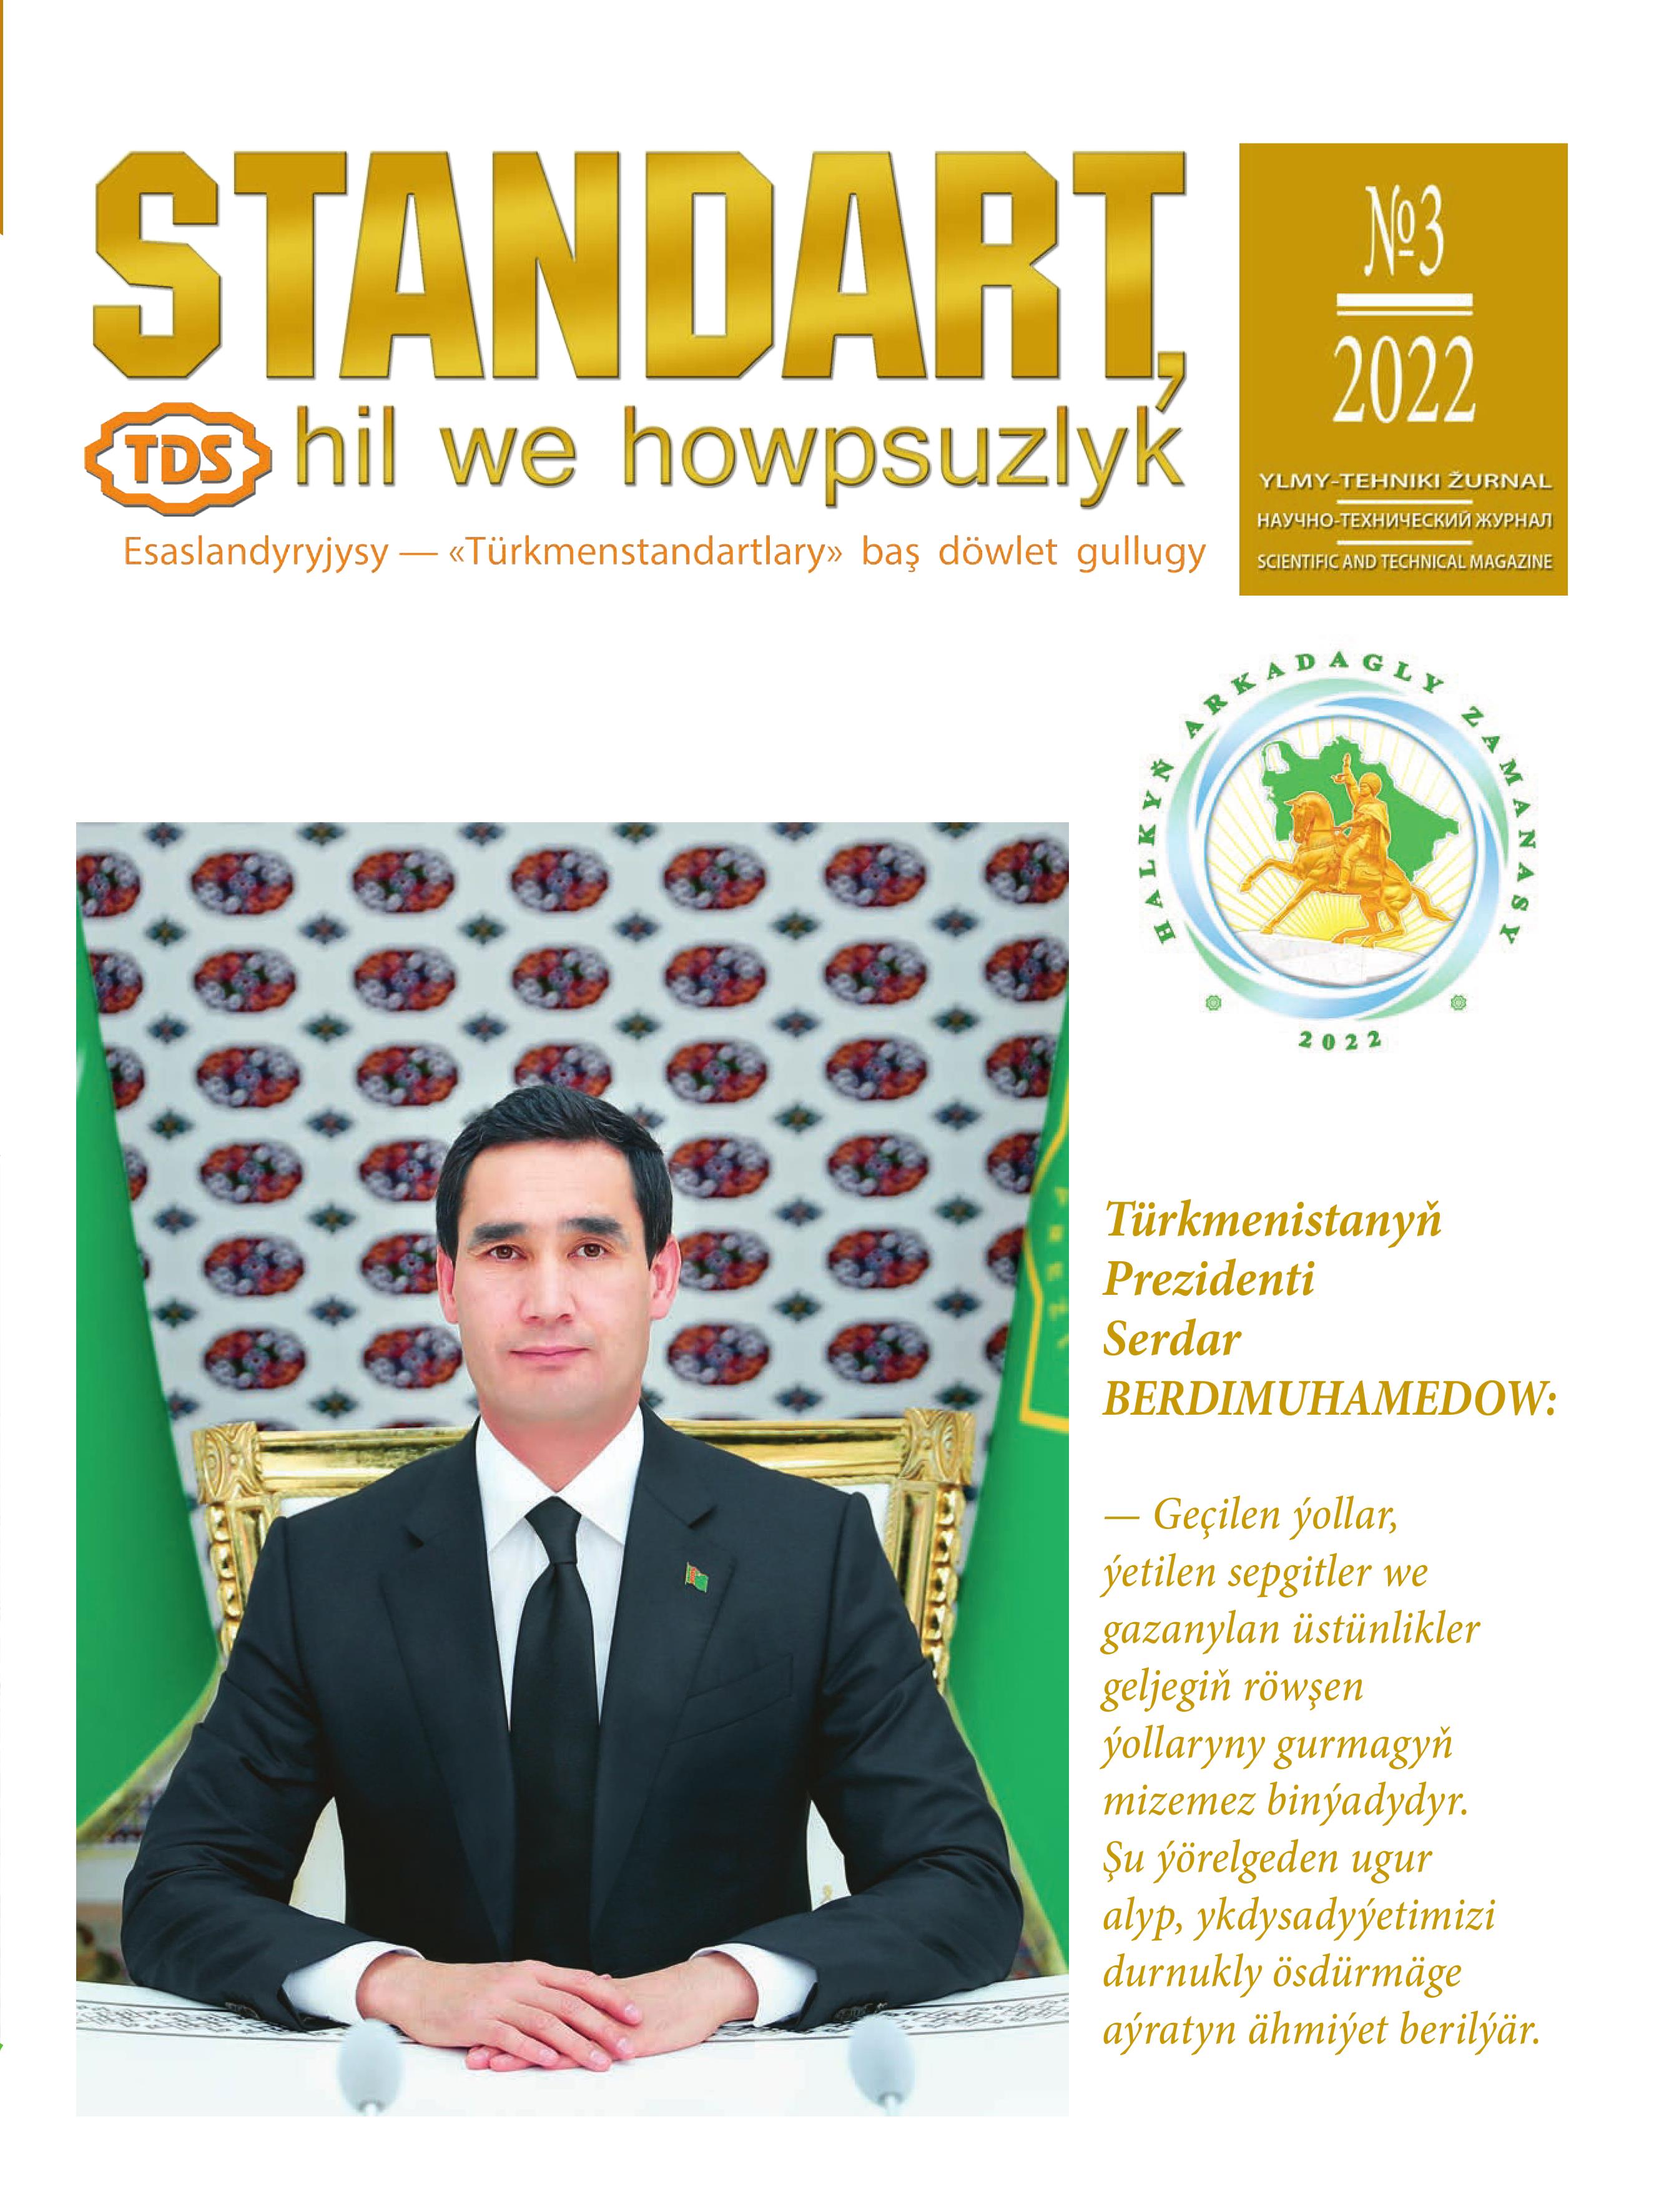 STANDART,
TDS
hil we howpsuzlyk
Esaslandyryjysy — «Türkmenstandartlary» baş döwlet gullugy
№3
2022
YLMY-TEHNIKI ŽURNAL
НАУЧНО-ТЕХНИЧЕСКИЙ ЖУРНАЛ
SCIENTIFIC AND TECHNICAL MAGAZINE
HALKYŇ ARKADAGLY ZAMANASY
2022
Türkmenistanyň
Prezidenti
Serdar
BERDIMUHAMEDOW:
— Geçilen ýollar,
ýetilen sepgitler we
gazanylan üstünlikler
geljegiň röwşen
ýollaryny gurmagyň
mizemez binýadydyr.
Şu ýörelgeden ugur
alyp, ykdysadyýetimizi
durnukly ösdürmäge
aýratyn ähmiýet berilýär.